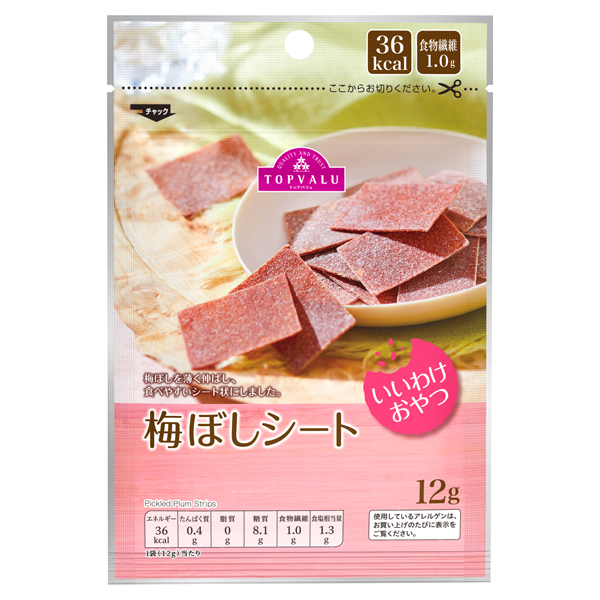 36
kcal
食物繊維
1.0g
ここからお切りください。
チャック
QUALITY AND TRUST
TOPVALU
トップバリュ
梅ぼしを薄く伸ばし、
食べやすいシート状にしました。
いいわけ
おやつ
梅ぼしシート
12g
Pickled Plum Strips
エネルギー たんぱく質 脂質 糖質 食物繊維 食塩相当量
36 0.4 0 8.1 1.0 1.3
kcal g g g g g
1袋(12g)当たり
使用しているアレルゲンは、
お買い上げのたびに表示を
ご覧ください。